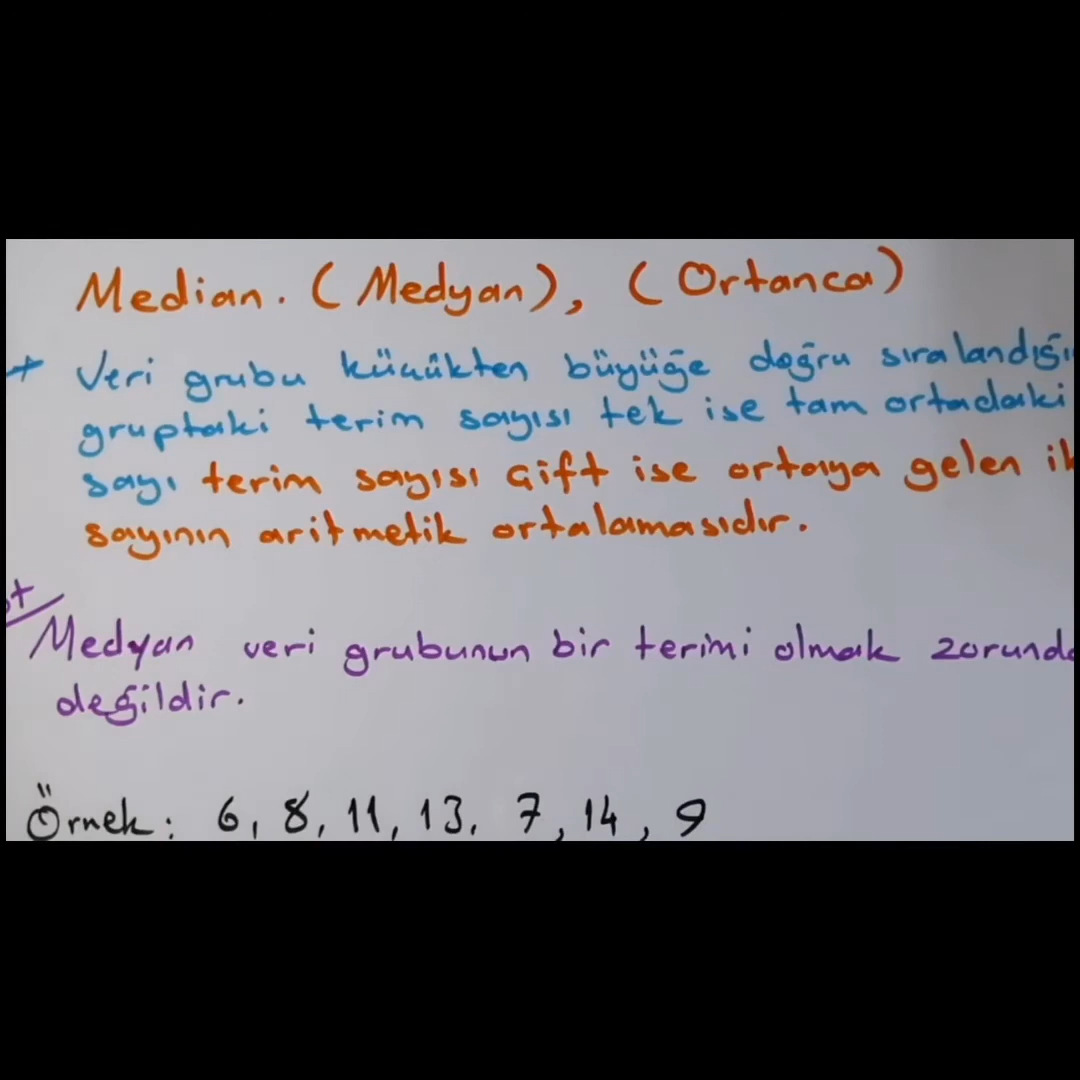 Median. (Medyan), (Ortanca)
+ Veri grubu küçükten büyüğe doğru sıralandığı
gruptaki terim sayısı tek ise tam ortadaki
sayı terim sayısı çift ise ortaya gelen
sayının aritmetik ortalamasıdır.
Medyan veri grubunun bir terimi olmak zorunda
değildir.
Örnek: 6, 8, 11, 13, 7, 14, 9